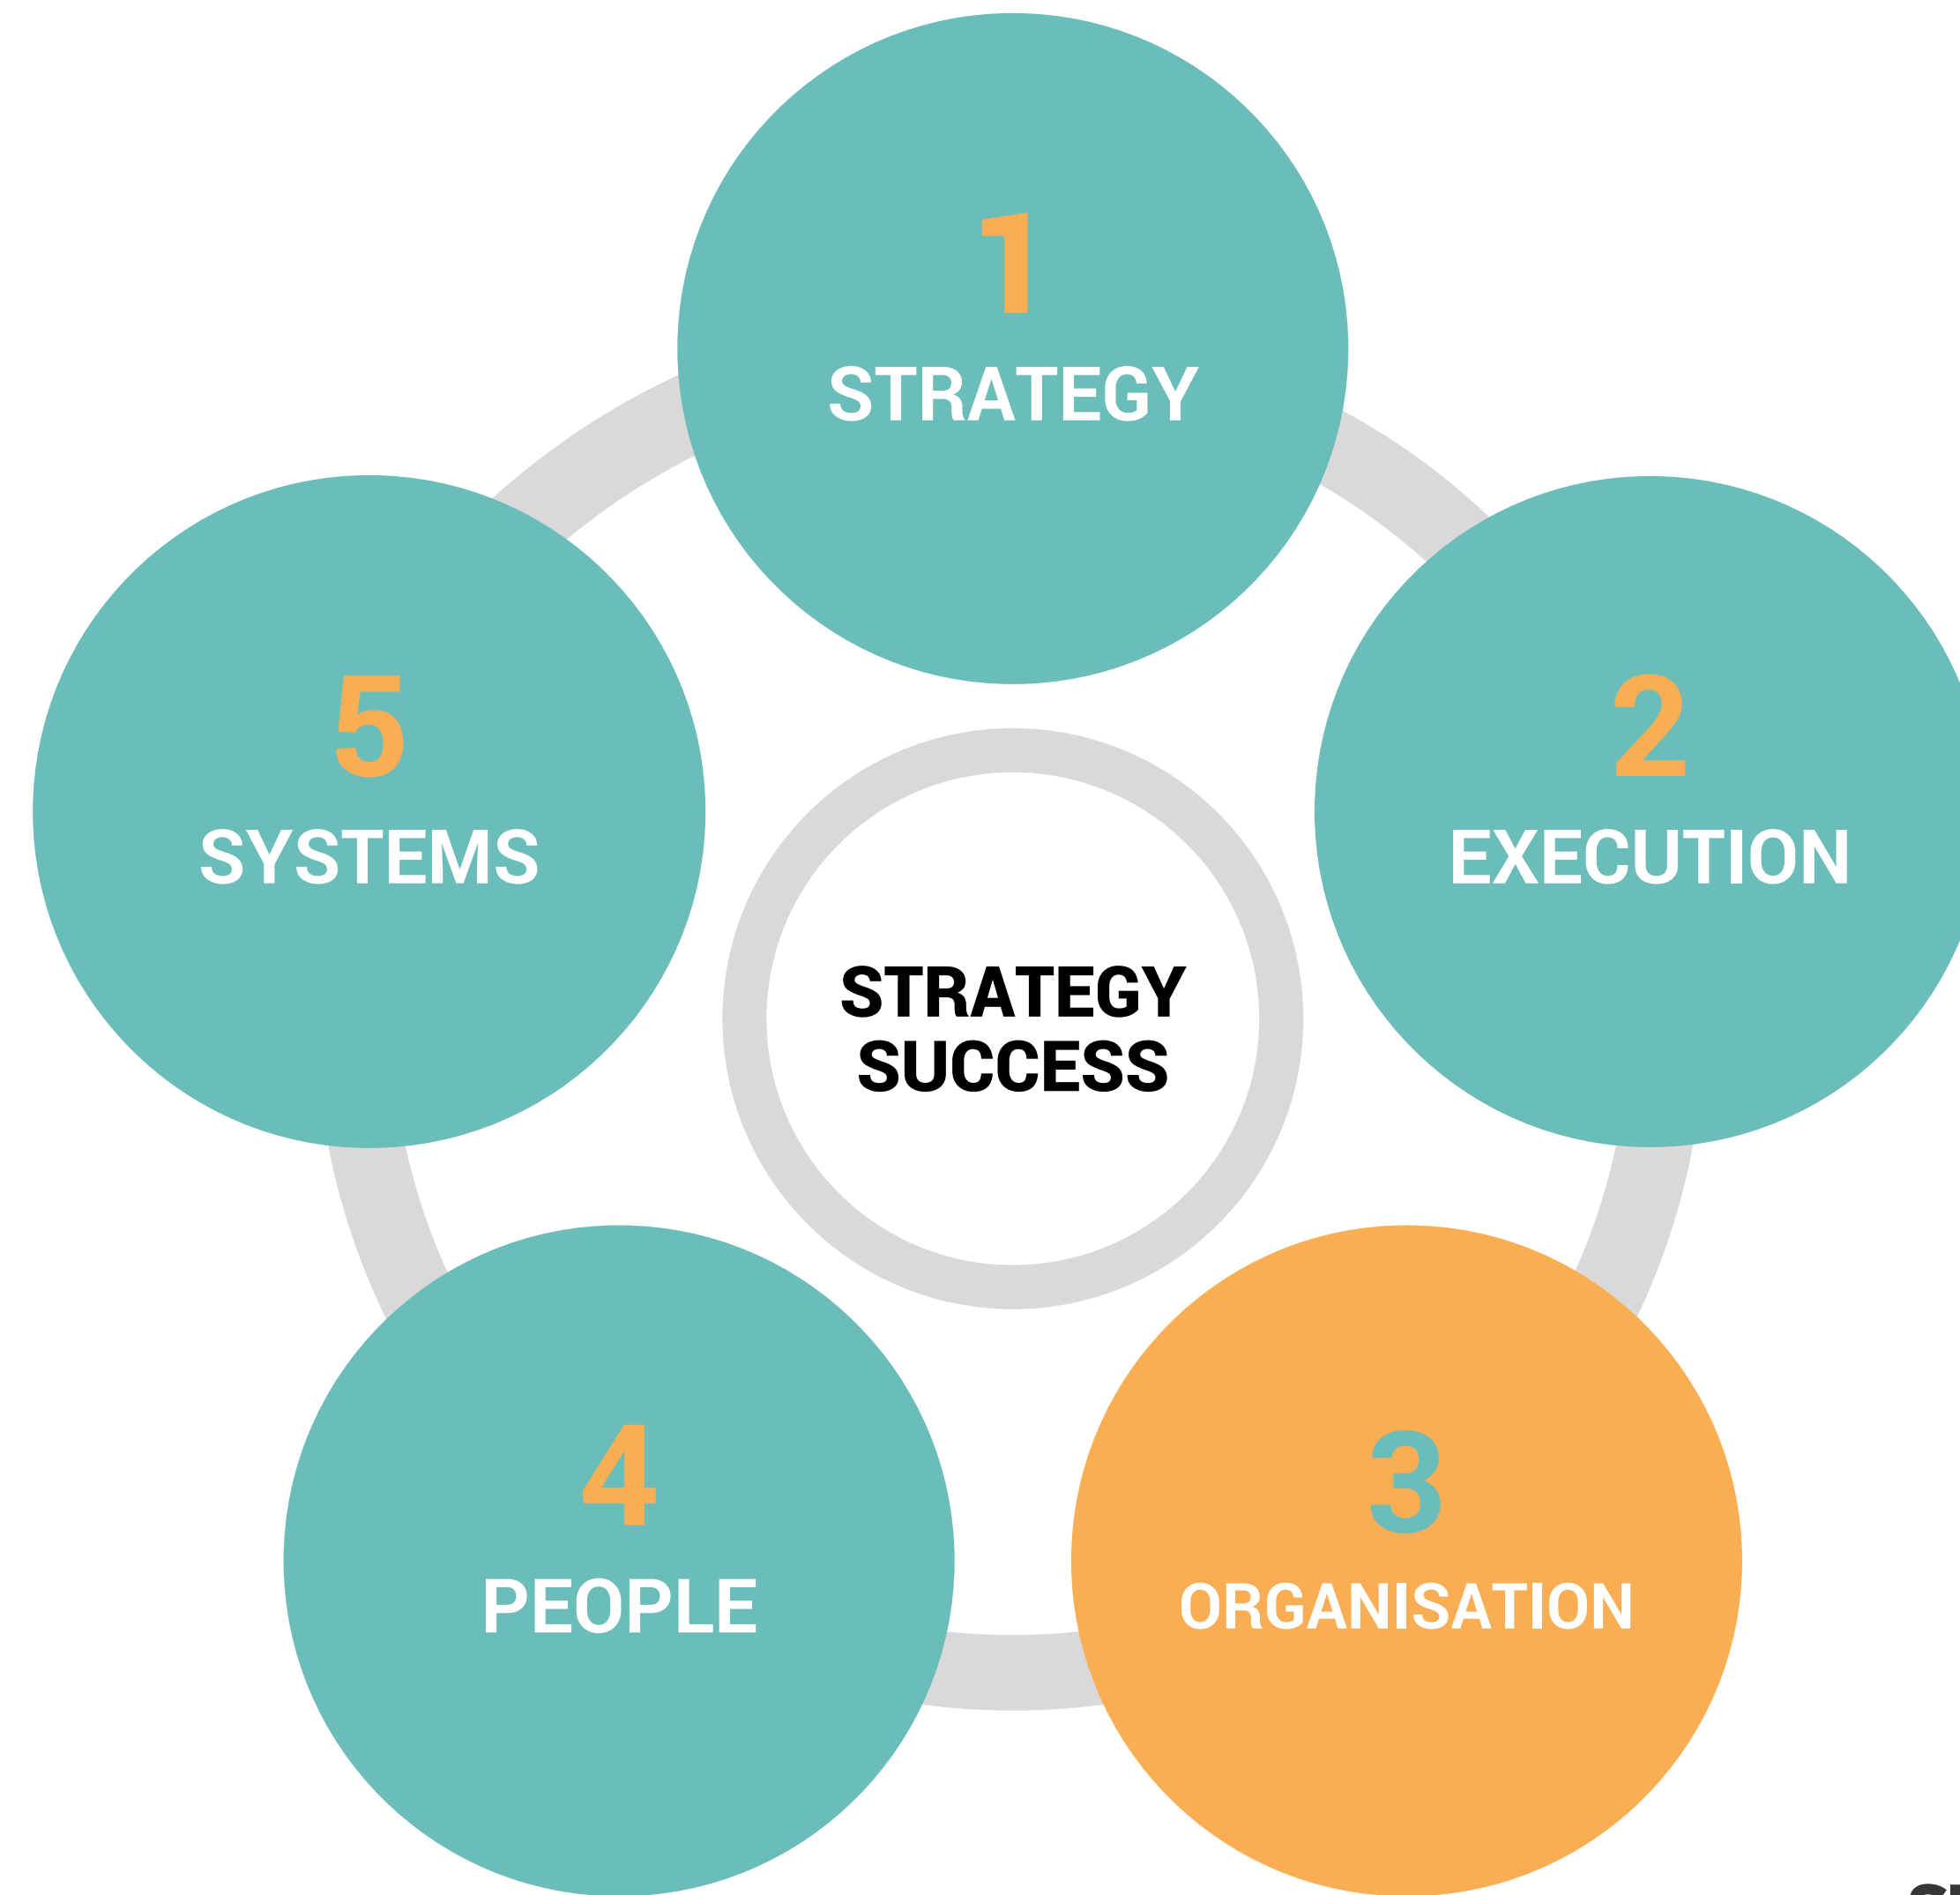 1
STRATEGY
2
EXECUTION
3
ORGANISATION
4
PEOPLE
5
SYSTEMS
STRATEGY
SUCCESS